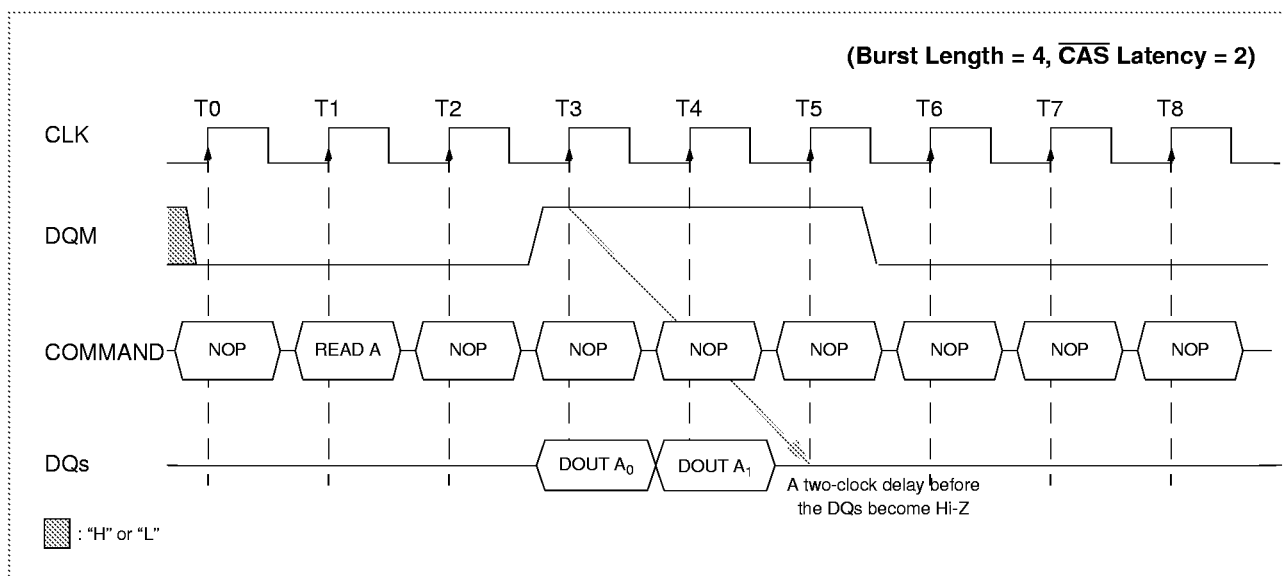 (Burst Length = 4, C̅A̅S̅ Latency = 2)
T0 T1 T2 T3 T4 T5 T6 T7 T8
CLK
DQM
COMMAND NOP READ A NOP NOP NOP NOP NOP NOP NOP
DQs DOUT A₀ DOUT A₁
A two-clock delay before
the DQs become Hi-Z
: “H” or “L”